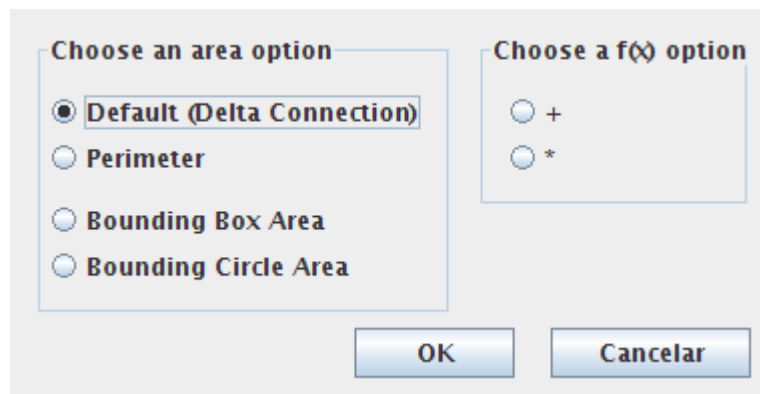 Choose an area option
Default (Delta Connection)
Perimeter
Bounding Box Area
Bounding Circle Area
Choose a f(x) option
+
*
OK
Cancelar